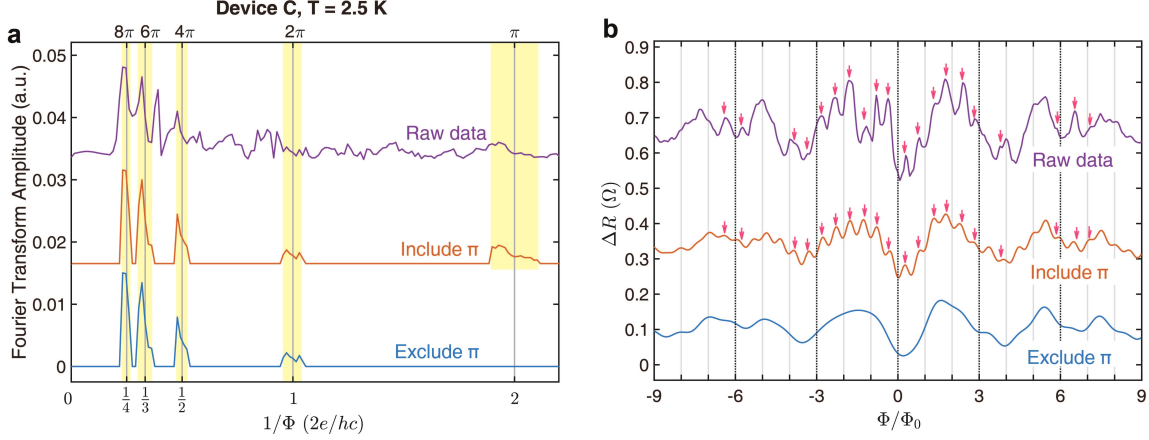 Device C, T = 2.5 K
a
8π 6π 4π 2π π
Fourier Transform Amplitude (a.u.)
0.05
0.04
0.03
0.02
0.01
0
Raw data
Include π
Exclude π
0 1/4 1/3 1/2 1 2
1/Φ (2e/hc)
b
ΔR (Ω)
0.9
0.8
0.7
0.6
0.5
0.4
0.3
0.2
0.1
0
Raw data
Include π
Exclude π
-9 -6 -3 0 3 6 9
Φ/Φ₀